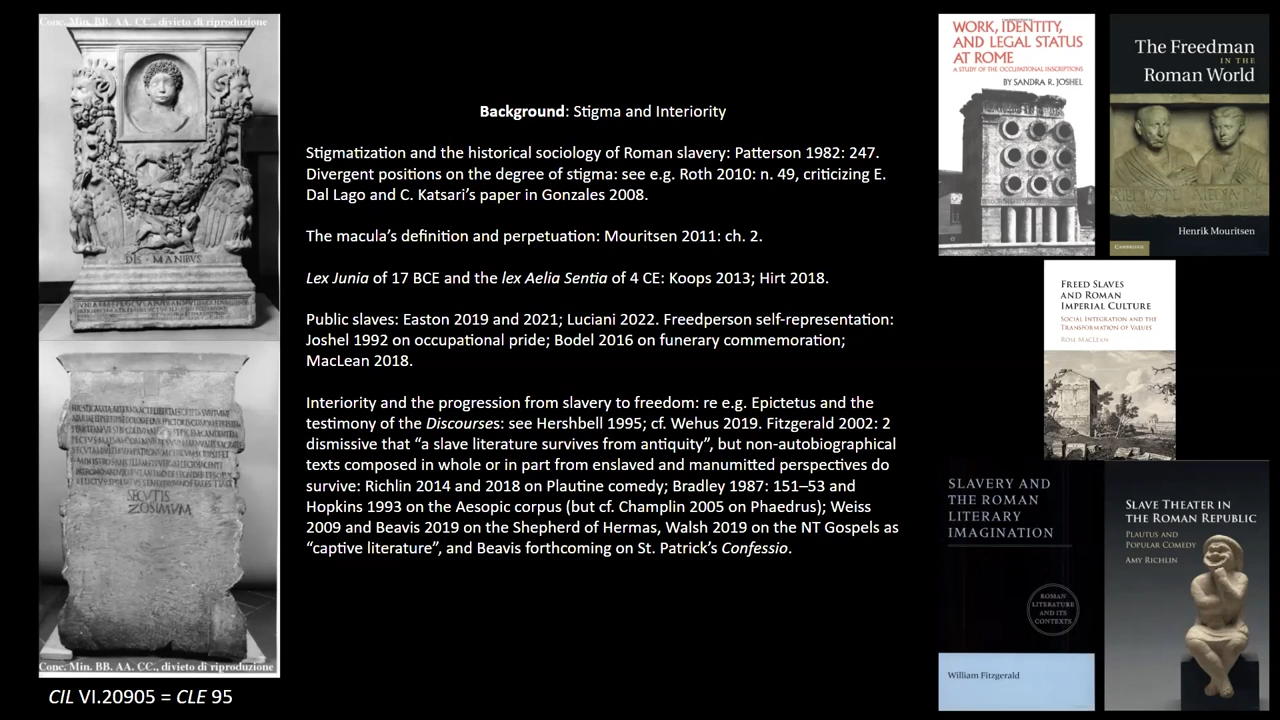 Conc. Min. BB. AA. CC., divieto di riproduzione
DIS · MANIBVS
SECVTIS
ZOSIMVM
Conc. Min. BB. AA. CC., divieto di riproduzione
CIL VI.20905 = CLE 95
Background: Stigma and Interiority
Stigmatization and the historical sociology of Roman slavery: Patterson 1982: 247.
Divergent positions on the degree of stigma: see e.g. Roth 2010: n. 49, criticizing E.
Dal Lago and C. Katsari’s paper in Gonzales 2008.
The macula’s definition and perpetuation: Mouritsen 2011: ch. 2.
Lex Junia of 17 BCE and the lex Aelia Sentia of 4 CE: Koops 2013; Hirt 2018.
Public slaves: Easton 2019 and 2021; Luciani 2022. Freedperson self-representation:
Joshel 1992 on occupational pride; Bodel 2016 on funerary commemoration;
MacLean 2018.
Interiority and the progression from slavery to freedom: re e.g. Epictetus and the
testimony of the Discourses: see Hershbell 1995; cf. Wehus 2019. Fitzgerald 2002: 2
dismissive that “a slave literature survives from antiquity”, but non-autobiographical
texts composed in whole or in part from enslaved and manumitted perspectives do
survive: Richlin 2014 and 2018 on Plautine comedy; Bradley 1987: 151–53 and
Hopkins 1993 on the Aesopic corpus (but cf. Champlin 2005 on Phaedrus); Weiss
2009 and Beavis 2019 on the Shepherd of Hermas, Walsh 2019 on the NT Gospels as
“captive literature”, and Beavis forthcoming on St. Patrick’s Confessio.
WORK, IDENTITY,
AND LEGAL STATUS
AT ROME
A STUDY OF THE OCCUPATIONAL INSCRIPTIONS
BY SANDRA R. JOSHEL
The Freedman
IN THE
Roman World
Henrik Mouritsen
CAMBRIDGE
FREED SLAVES
AND ROMAN
IMPERIAL CULTURE
SOCIAL INTEGRATION AND THE
TRANSFORMATION OF VALUES
ROSE MACLEAN
SLAVERY AND
THE ROMAN
LITERARY
IMAGINATION
ROMAN
LITERATURE
AND ITS
CONTEXTS
William Fitzgerald
SLAVE THEATER IN
THE ROMAN REPUBLIC
PLAUTUS AND
POPULAR COMEDY
AMY RICHLIN